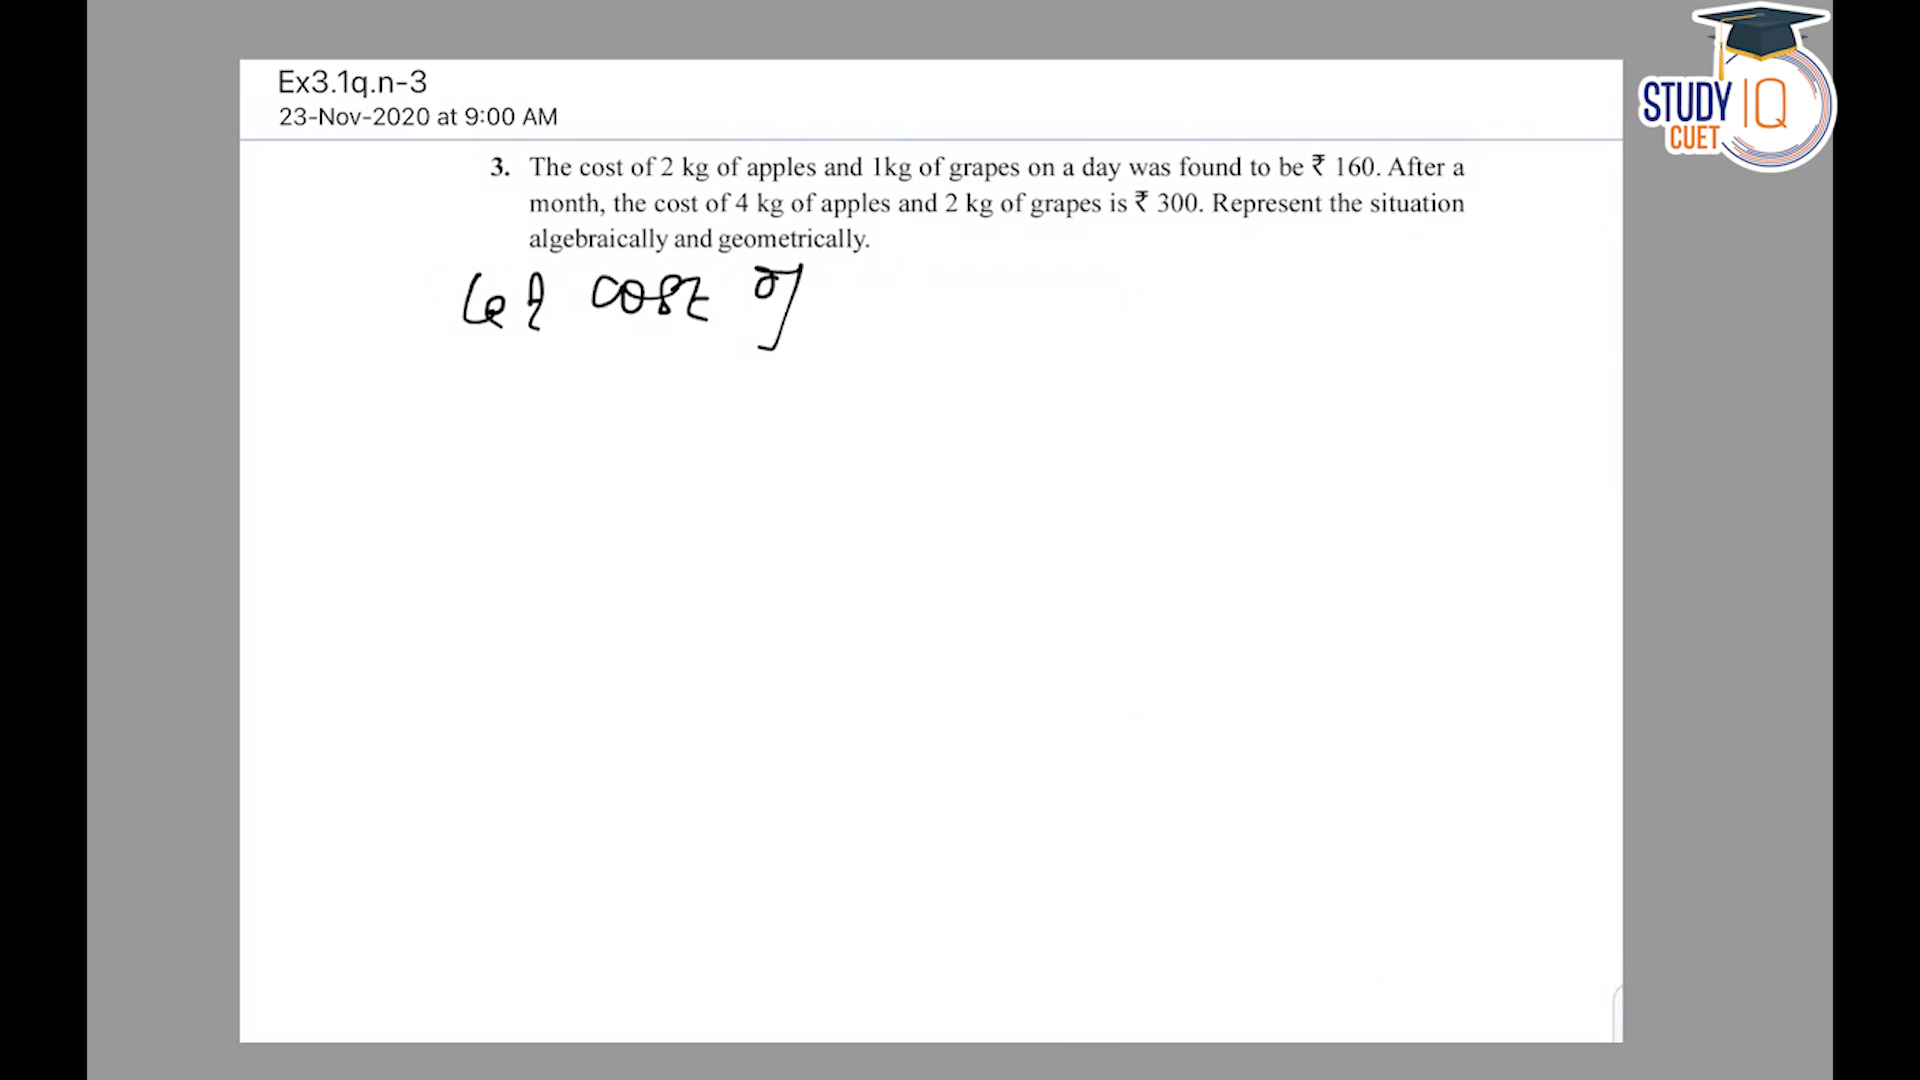 Ex3.1q.n-3
23-Nov-2020 at 9:00 AM
STUDY IQ
CUET
3. The cost of 2 kg of apples and 1kg of grapes on a day was found to be ₹ 160. After a
month, the cost of 4 kg of apples and 2 kg of grapes is ₹ 300. Represent the situation
algebraically and geometrically.
let cost of